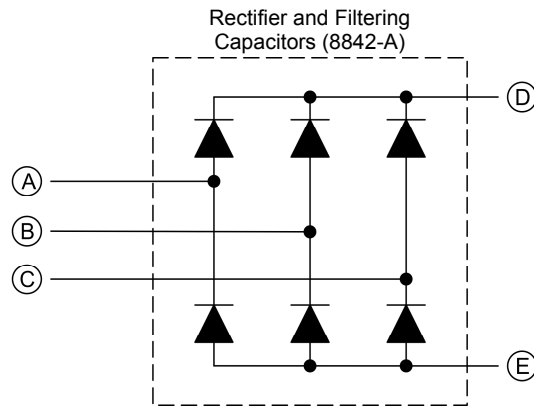 Rectifier and Filtering
Capacitors (8842-A)
D
A
B
C
E